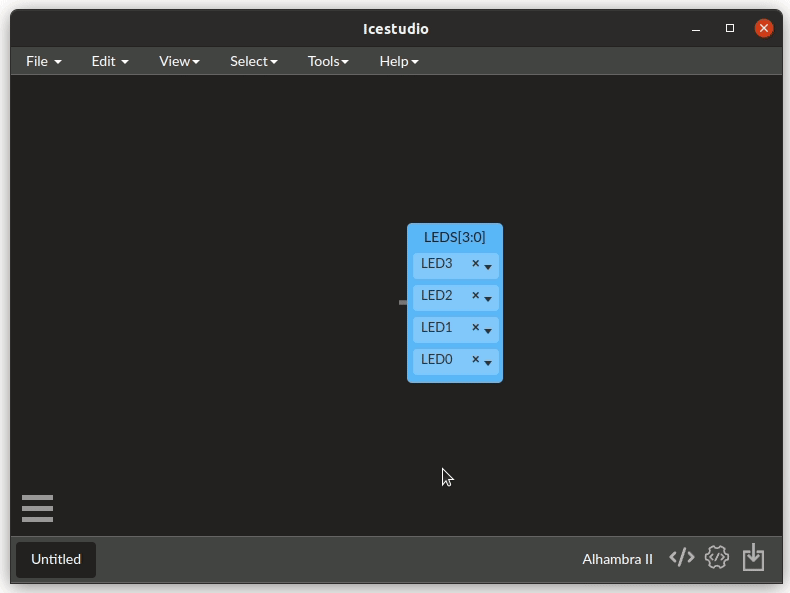 Icestudio
File Edit View Select Tools Help
LEDS[3:0]
LED3
LED2
LED1
LED0
Untitled
Alhambra II